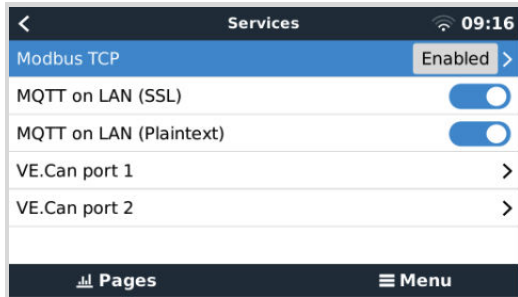 Services 09:16
Modbus TCP Enabled
MQTT on LAN (SSL)
MQTT on LAN (Plaintext)
VE.Can port 1
VE.Can port 2
Pages Menu